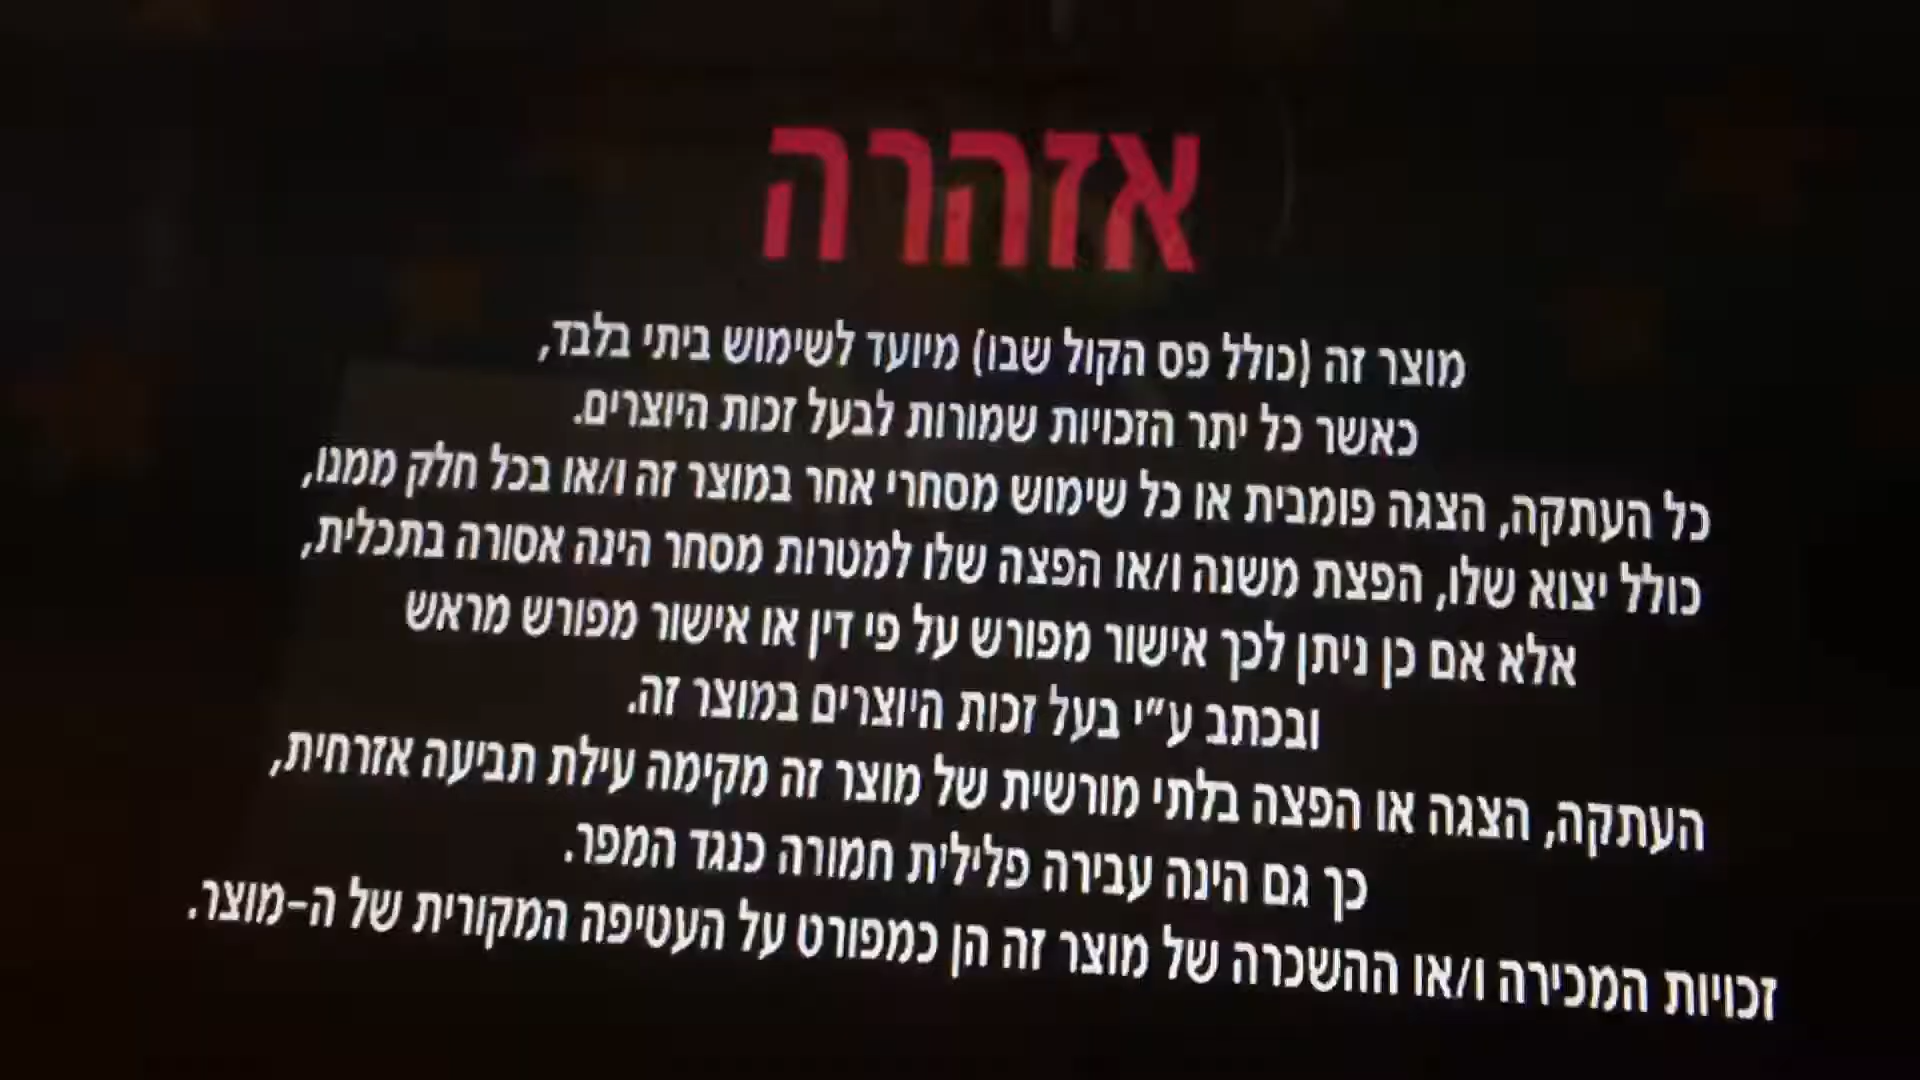 אזהרה
מוצר זה (כולל פס הקול שבו) מיועד לשימוש ביתי בלבד,
כאשר כל יתר הזכויות שמורות לבעל זכות היוצרים.
כל העתקה, הצגה פומבית או כל שימוש מסחרי אחר במוצר זה ו/או בכל חלק ממנו,
כולל יצוא שלו, הפצת משנה ו/או הפצה שלו למטרות מסחר הינה אסורה בתכלית,
אלא אם כן ניתן לכך אישור מפורש על פי דין או אישור מפורש מראש
ובכתב ע״י בעל זכות היוצרים במוצר זה.
העתקה, הצגה או הפצה בלתי מורשית של מוצר זה מקימה עילת תביעה אזרחית,
כך גם הינה עבירה פלילית חמורה כנגד המפר.
זכויות המכירה ו/או ההשכרה של מוצר זה הן כמפורט על העטיפה המקורית של ה-מוצר.